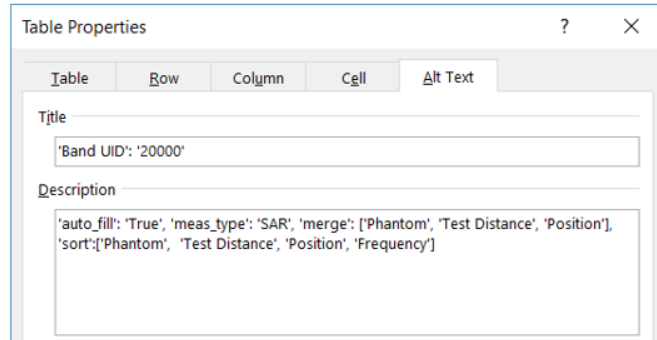 Table Properties ? ×
Table Row Column Cell Alt Text
Title
'Band UID': '20000'
Description
'auto_fill': 'True', 'meas_type': 'SAR', 'merge': ['Phantom', 'Test Distance', 'Position'],
'sort':['Phantom', 'Test Distance', 'Position', 'Frequency']